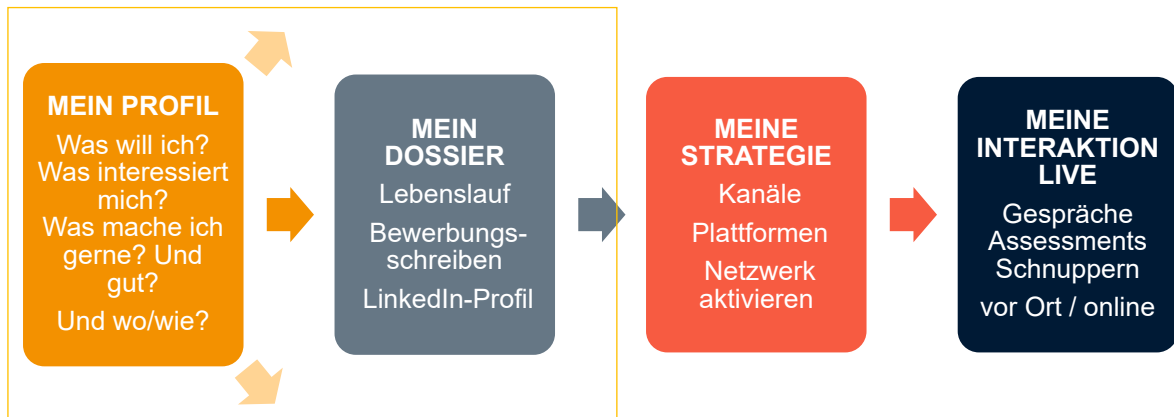 MEIN PROFIL
Was will ich?
Was interessiert
mich?
Was mache ich
gerne? Und
gut?
Und wo/wie?
MEIN
DOSSIER
Lebenslauf
Bewerbungs-
schreiben
LinkedIn-Profil
MEINE
STRATEGIE
Kanäle
Plattformen
Netzwerk
aktivieren
MEINE
INTERAKTION
LIVE
Gespräche
Assessments
Schnuppern
vor Ort / online